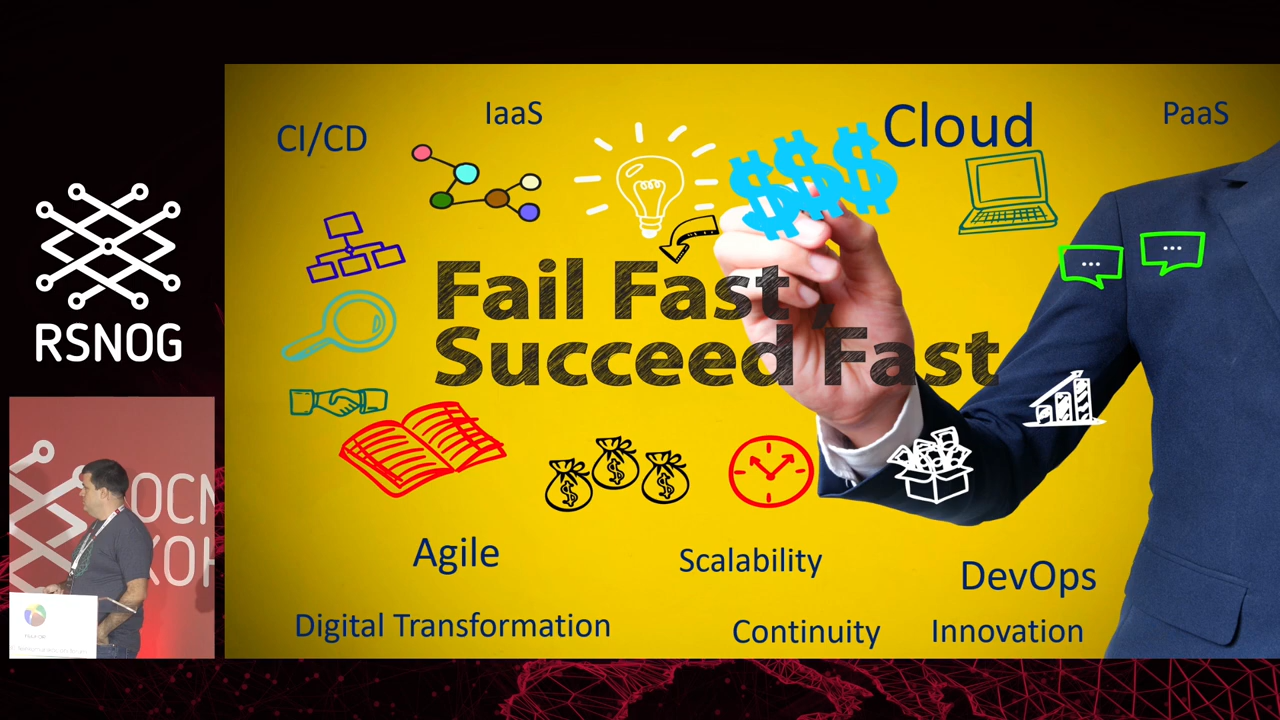 CI/CD
IaaS
Cloud
PaaS
Fail Fast,
Succeed Fast
Agile
Scalability
DevOps
Digital Transformation
Continuity
Innovation
RSNOG